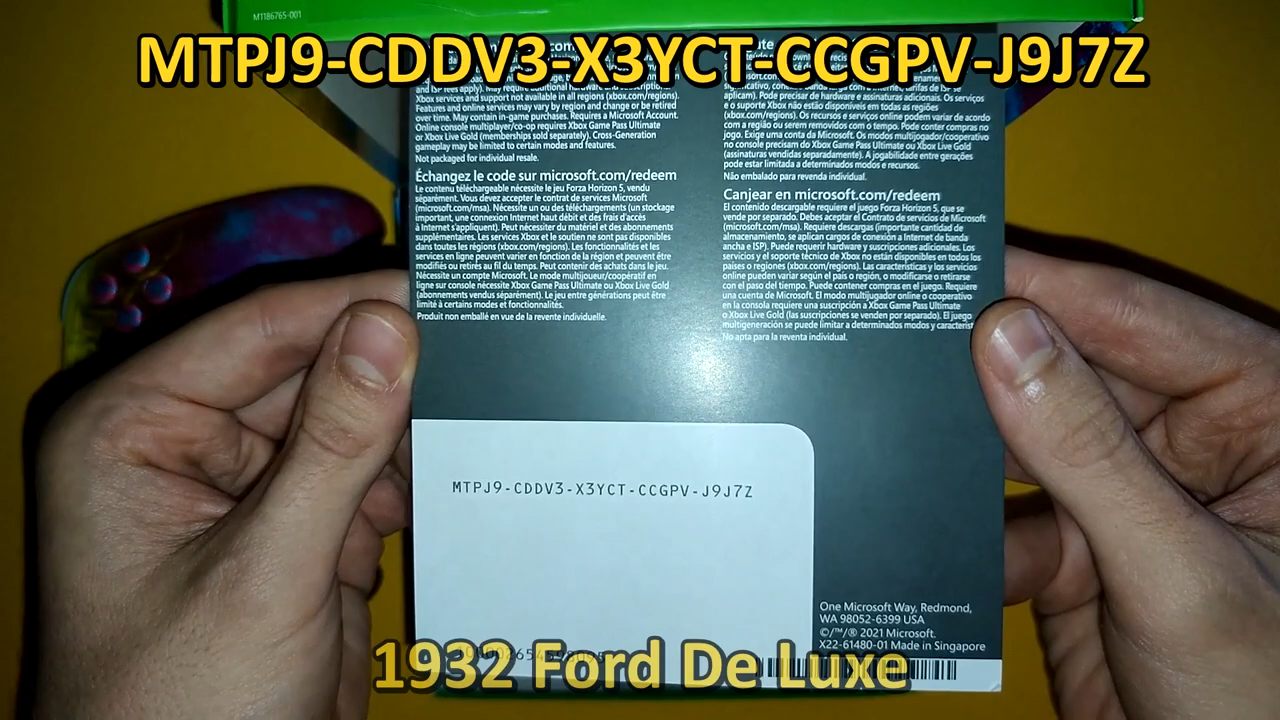 M1186765-001
MTPJ9-CDDV3-X3YCT-CCGPV-J9J7Z
and ISP fees apply). May require additional hardware and subscriptions.
Xbox services and support not available in all regions (xbox.com/regions).
Features and online services may vary by region and change or be retired
over time. May contain in-game purchases. Requires a Microsoft Account.
Online console multiplayer/co-op requires Xbox Game Pass Ultimate
or Xbox Live Gold (memberships sold separately). Cross-Generation
gameplay may be limited to certain modes and features.
Not packaged for individual resale.
Échangez le code sur microsoft.com/redeem
Le contenu téléchargeable nécessite le jeu Forza Horizon 5, vendu
séparément. Vous devez accepter le contrat de services Microsoft
(microsoft.com/msa). Nécessite un ou des téléchargements (un stockage
important, une connexion Internet haut débit et des frais d'accès
à Internet s'appliquent). Peut nécessiter du matériel et des abonnements
supplémentaires. Les services Xbox et le soutien ne sont pas disponibles
dans toutes les régions (xbox.com/regions). Les fonctionnalités et les
services en ligne peuvent varier en fonction de la région et peuvent être
modifiés ou retirés au fil du temps. Peut contenir des achats dans le jeu.
Nécessite un compte Microsoft. Le mode multijoueur/coopératif en
ligne sur console nécessite Xbox Game Pass Ultimate ou Xbox Live Gold
(abonnements vendus séparément). Le jeu entre générations peut être
limité à certains modes et fonctionnalités.
Produit non emballé en vue de la revente individuelle.
significativo, tarifas de ISP se
aplicam). Pode precisar de hardware e assinaturas adicionais. Os serviços
e o suporte Xbox não estão disponíveis em todas as regiões
(xbox.com/regions). Os recursos e serviços online podem variar de acordo
com a região ou serem removidos com o tempo. Pode conter compras no
jogo. Exige uma conta da Microsoft. Os modos multijogador/cooperativo
no console precisam do Xbox Game Pass Ultimate ou Xbox Live Gold
(assinaturas vendidas separadamente). A jogabilidade entre gerações
pode estar limitada a determinados modos e recursos.
Não embalado para revenda individual.
Canjear en microsoft.com/redeem
El contenido descargable requiere el juego Forza Horizon 5, que se
vende por separado. Debes aceptar el Contrato de servicios de Microsoft
(microsoft.com/msa). Requiere descargas (importante cantidad de
almacenamiento, se aplican cargos de conexión a Internet de banda
ancha e ISP). Puede requerir hardware y suscripciones adicionales. Los
servicios y el soporte técnico de Xbox no están disponibles en todos los
países o regiones (xbox.com/regions). Las características y los servicios
online pueden variar según el país o región, o modificarse o retirarse
con el paso del tiempo. Puede contener compras en el juego. Requiere
una cuenta de Microsoft. El modo multijugador online o cooperativo
en la consola requiere una suscripción a Xbox Game Pass Ultimate
o Xbox Live Gold (las suscripciones se venden por separado). El juego
multigeneración se puede limitar a determinados modos y caracterist
No apta para la reventa individual.
MTPJ9-CDDV3-X3YCT-CCGPV-J9J7Z
One Microsoft Way, Redmond,
WA 98052-6399 USA
©/™/® 2021 Microsoft.
X22-61480-01 Made in Singapore
1932 Ford De Luxe